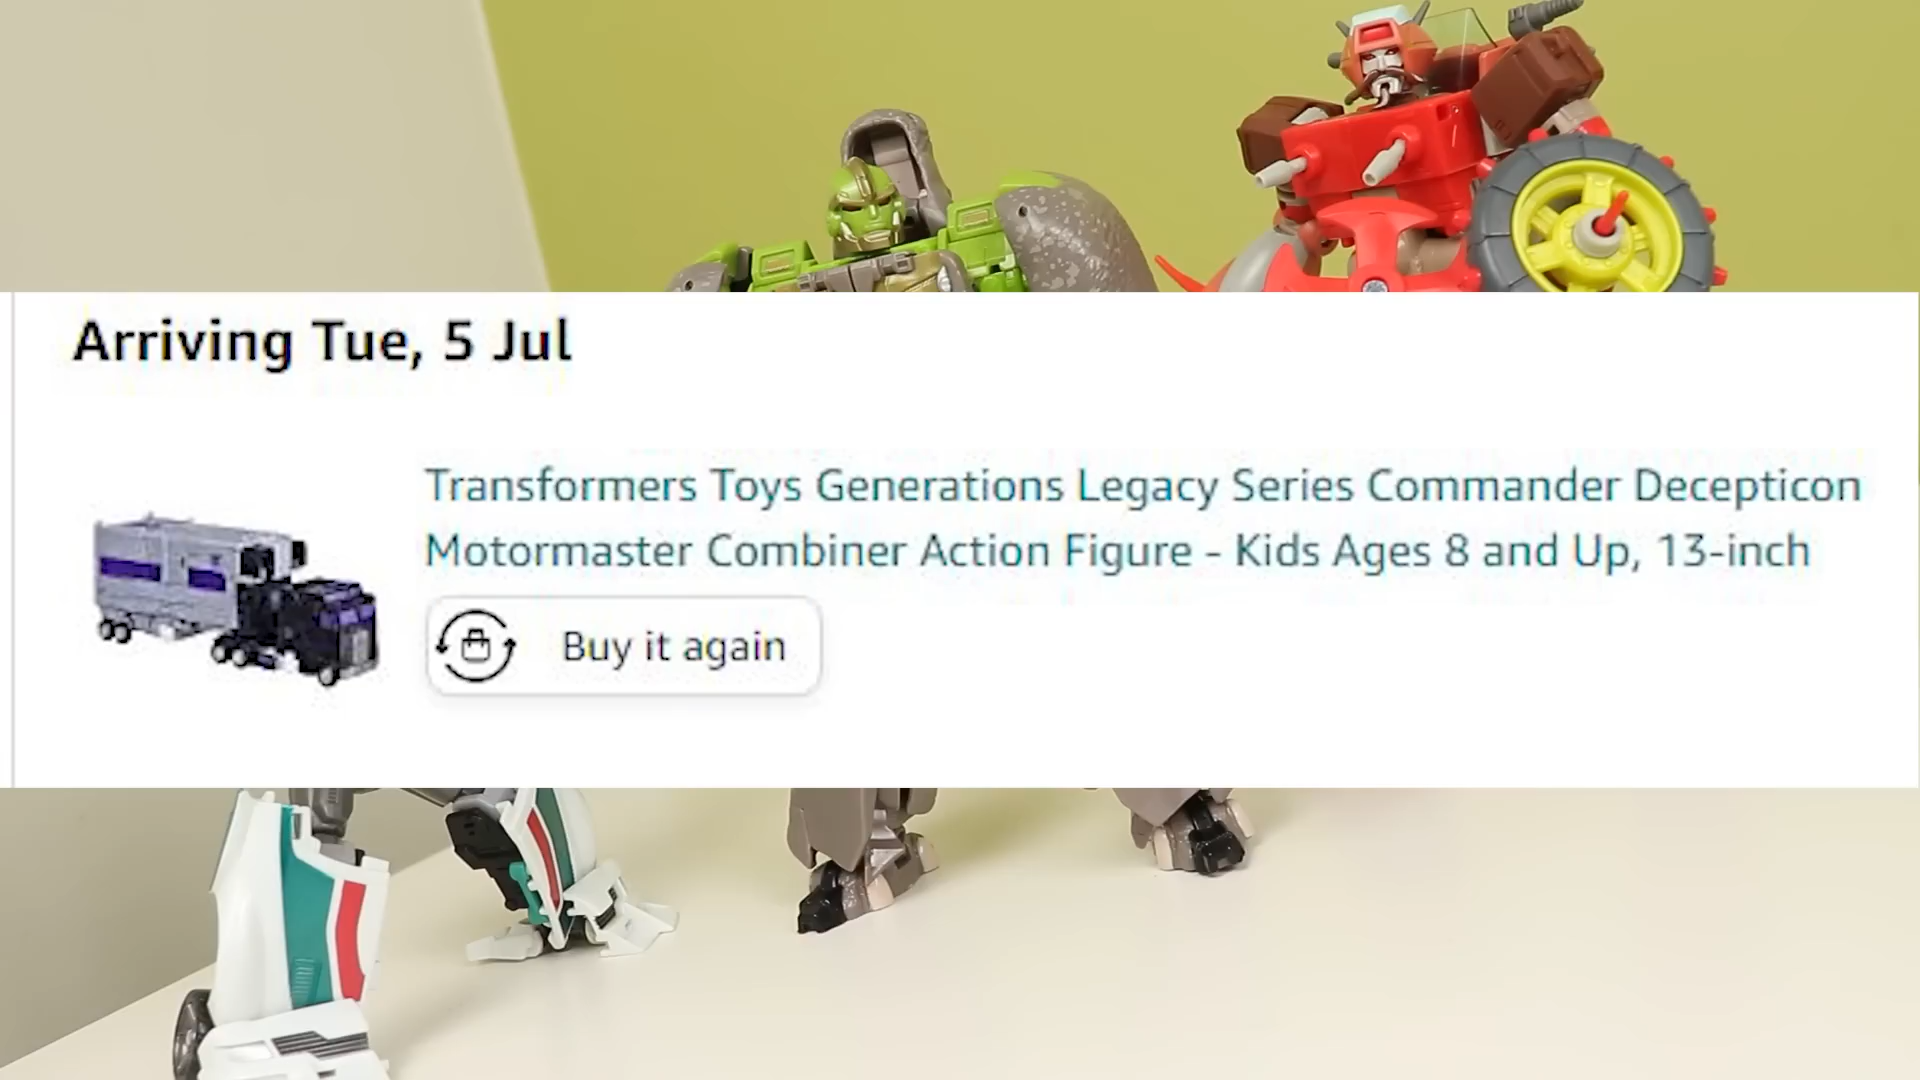 Arriving Tue, 5 Jul
Transformers Toys Generations Legacy Series Commander Decepticon
Motormaster Combiner Action Figure - Kids Ages 8 and Up, 13-inch
Buy it again